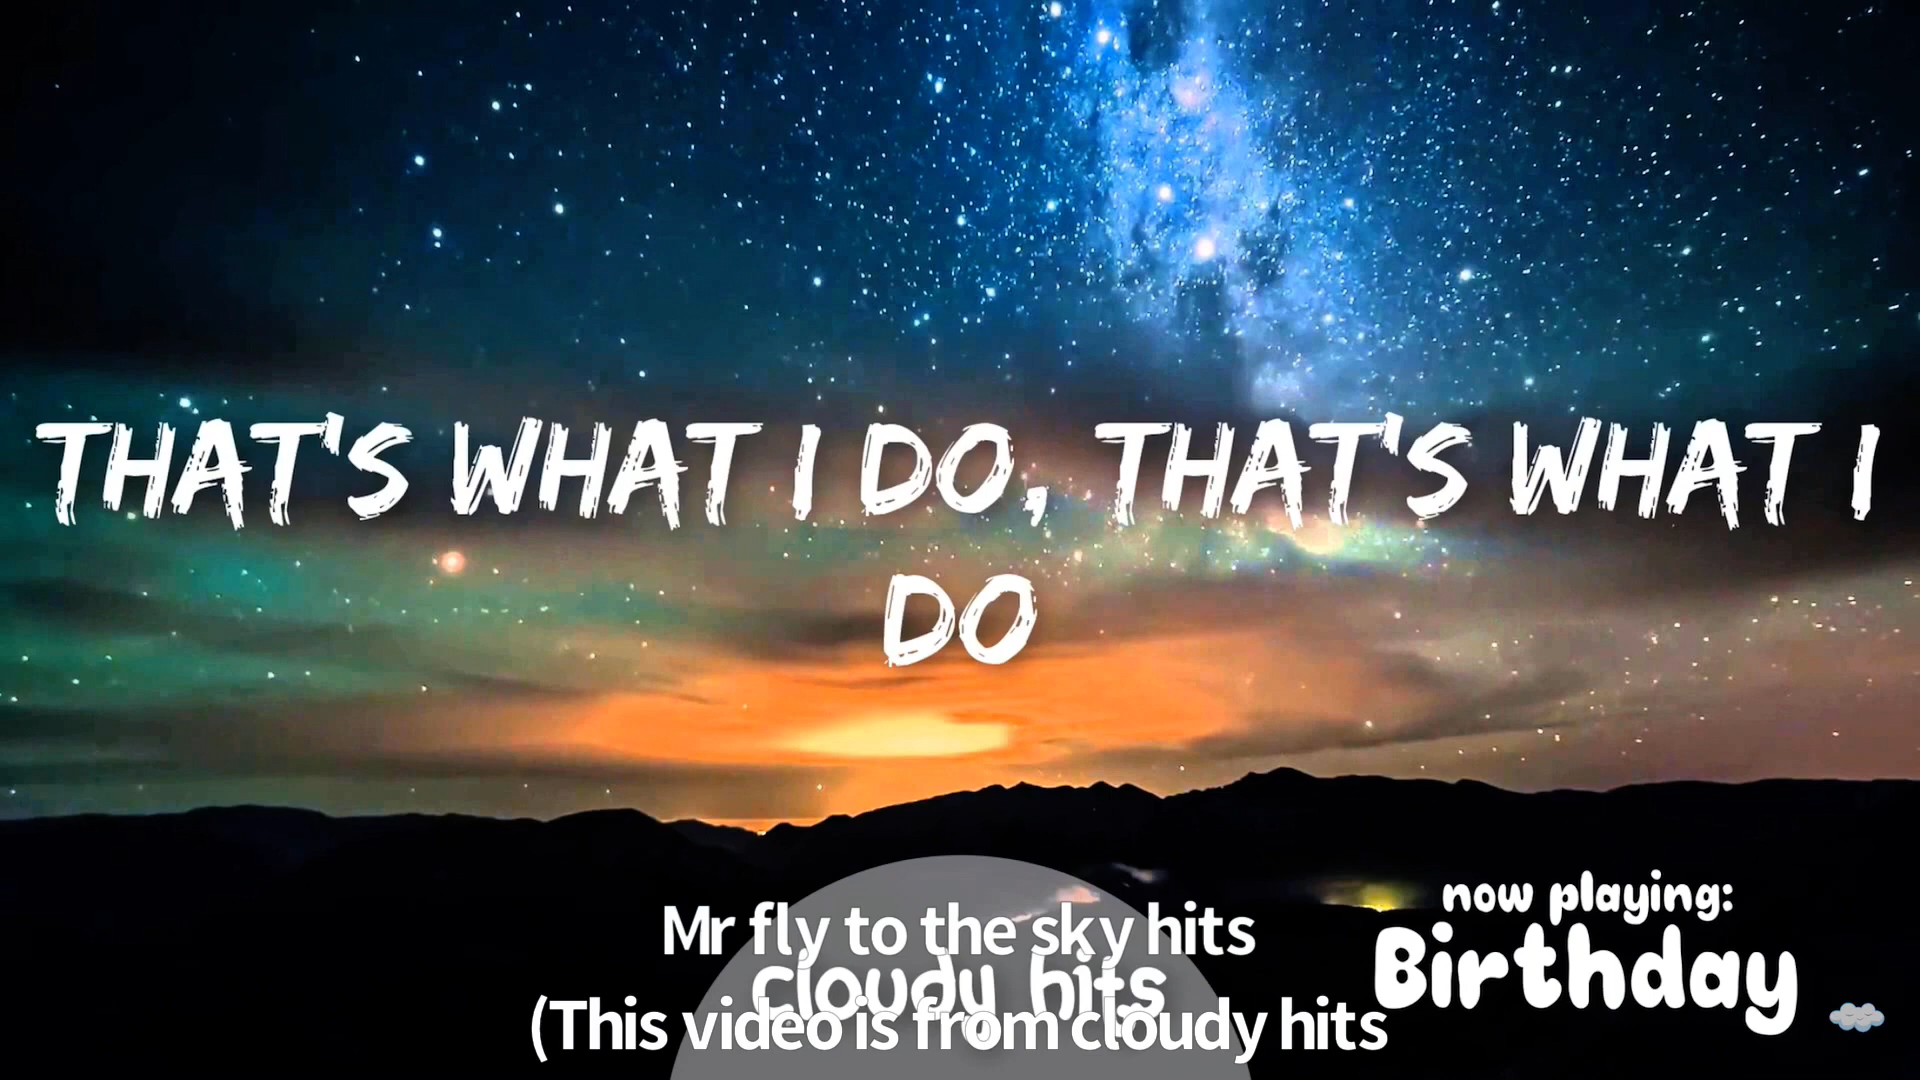 THAT'S WHAT I DO, THAT'S WHAT I
DO
now playing:
Birthday
Mr fly to the sky hits
cloudy hits
(This video is from cloudy hits